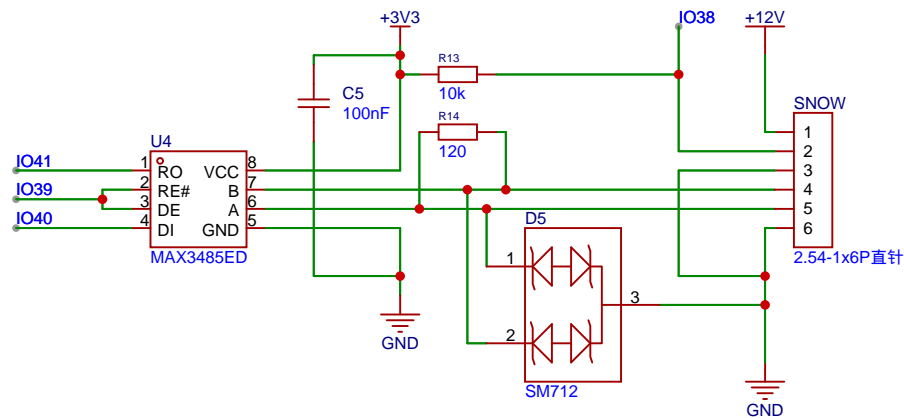 +3V3
IO38
+12V
R13
10k
C5
100nF
R14
120
SNOW
1
2
3
4
5
6
2.54-1x6P直针
U4
IO41
1
RO
VCC
8
IO39
2
RE#
B
7
3
DE
A
6
IO40
4
DI
GND
5
MAX3485ED
D5
1
2
3
SM712
GND
GND